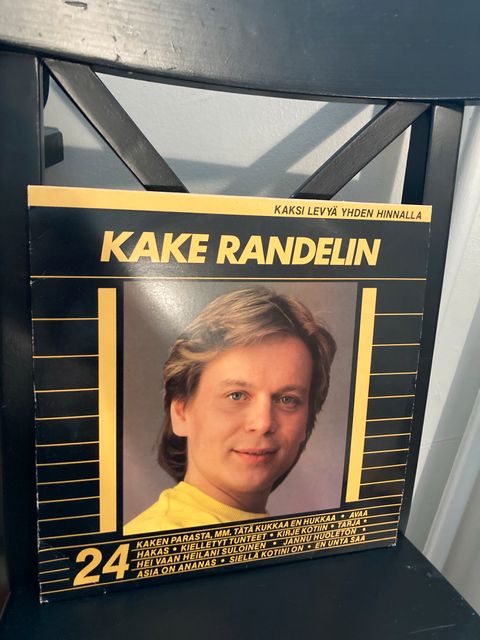 KAKSI LEVYÄ YHDEN HINNALLA
KAKE RANDELIN
24
KAKEN PARASTA, MM. TÄTÄ KUKKAA EN HUKKAA • AVAA
HAKAS • KIELLETYT TUNTEET • KIRJE KOTIIN • TARJA •
HEI VAAN HEILANI SULOINEN • JANNU HUOLETON •
ASIA ON ANANAS • SIELLÄ KOTINI ON • EN UNTA SAA